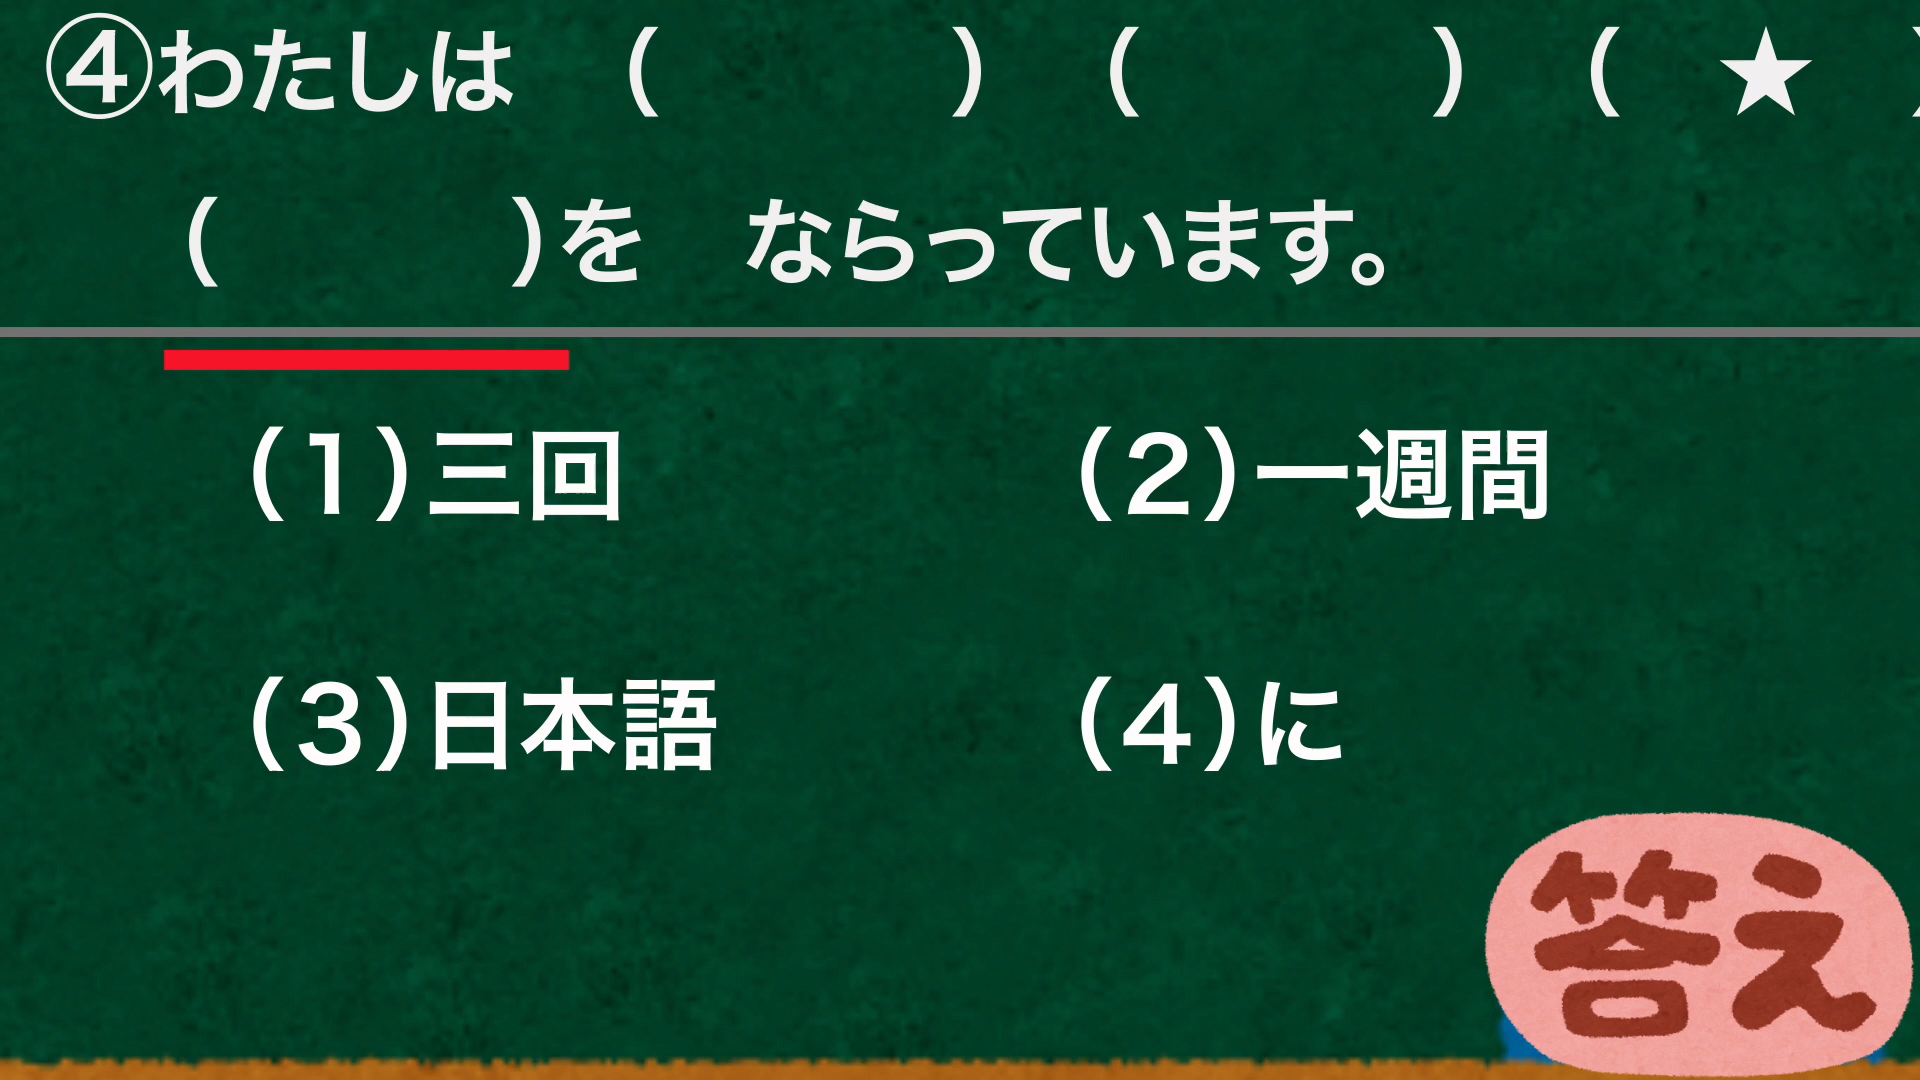 ④わたしは （　　　）（　　　）（　★　）
（　　　）を ならっています。
（1）三回 （2）一週間
（3）日本語 （4）に
答え